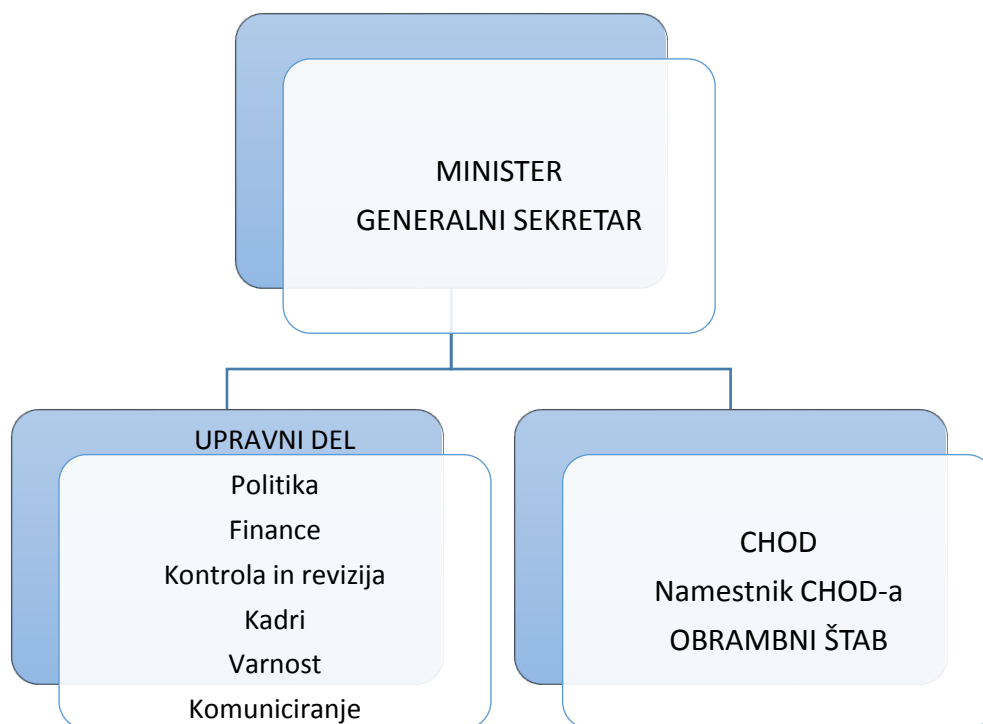 MINISTER
GENERALNI SEKRETAR
UPRAVNI DEL
Politika
Finance
Kontrola in revizija
Kadri
Varnost
Komuniciranje
CHOD
Namestnik CHOD-a
OBRAMBNI ŠTAB